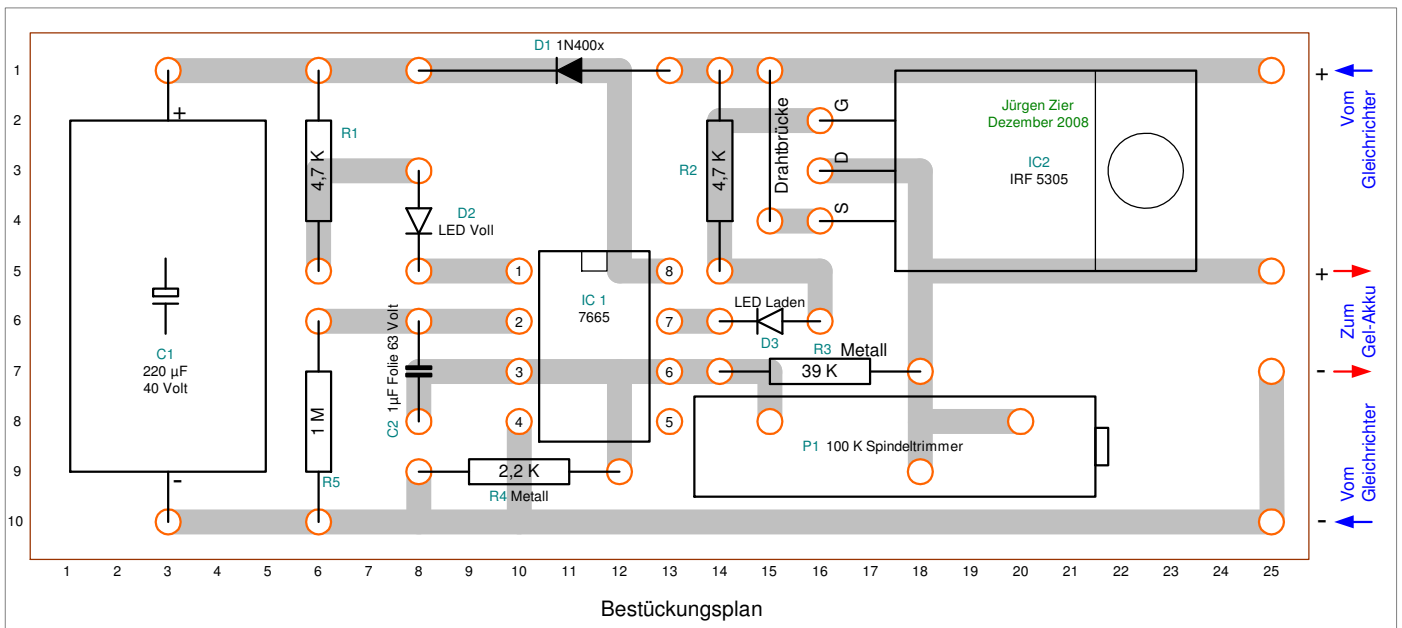 D1 1N400x
1
+
2
+
G
Jürgen Zier
Dezember 2008
Vom
Gleichrichter
R1
4,7 K
R2
4,7 K
Drahtbrücke
3
D
IC2
IRF 5305
4
D2
LED Voll
S
5
1
8
+
IC 1
7665
LED Laden
Zum
Gel-Akku
6
2
7
D3
C1
220 µF
40 Volt
C2 1µF Folie 63 Volt
R3 Metall
7
3
6
39 K
-
8
1 M
4
5
P1 100 K Spindeltrimmer
Vom
Gleichrichter
9
-
R5
2,2 K
R4 Metall
10
-
1 2 3 4 5 6 7 8 9 10 11 12 13 14 15 16 17 18 19 20 21 22 23 24 25
Bestückungsplan